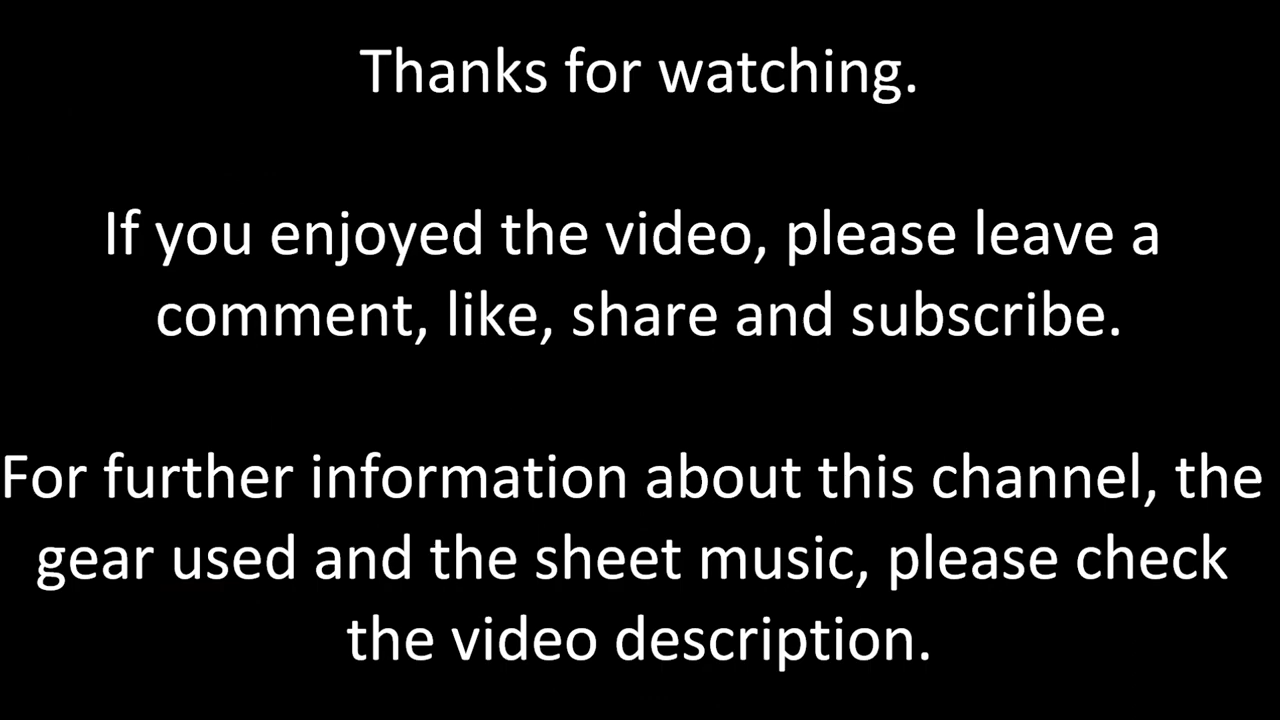 Thanks for watching.
If you enjoyed the video, please leave a
comment, like, share and subscribe.
For further information about this channel, the
gear used and the sheet music, please check
the video description.